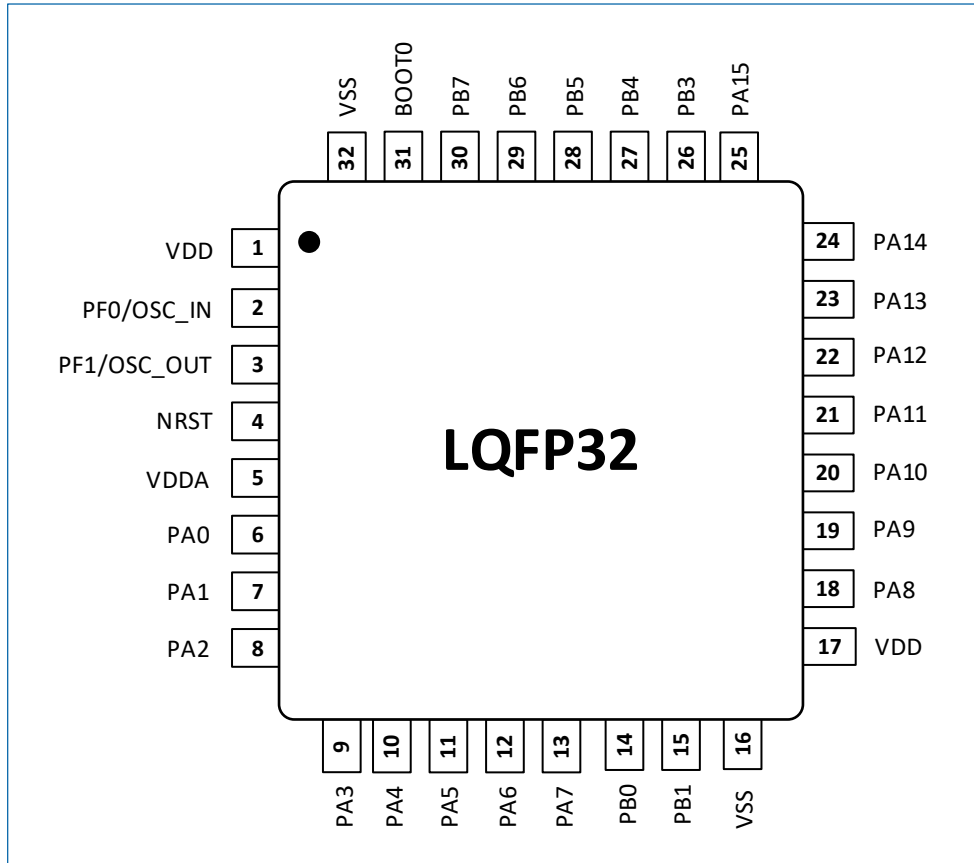 VSS
BOOT0
PB7
PB6
PB5
PB4
PB3
PA15
32
31
30
29
28
27
26
25
VDD 1
PF0/OSC_IN 2
PF1/OSC_OUT 3
NRST 4
VDDA 5
PA0 6
PA1 7
PA2 8
LQFP32
24 PA14
23 PA13
22 PA12
21 PA11
20 PA10
19 PA9
18 PA8
17 VDD
9
10
11
12
13
14
15
16
PA3
PA4
PA5
PA6
PA7
PB0
PB1
VSS